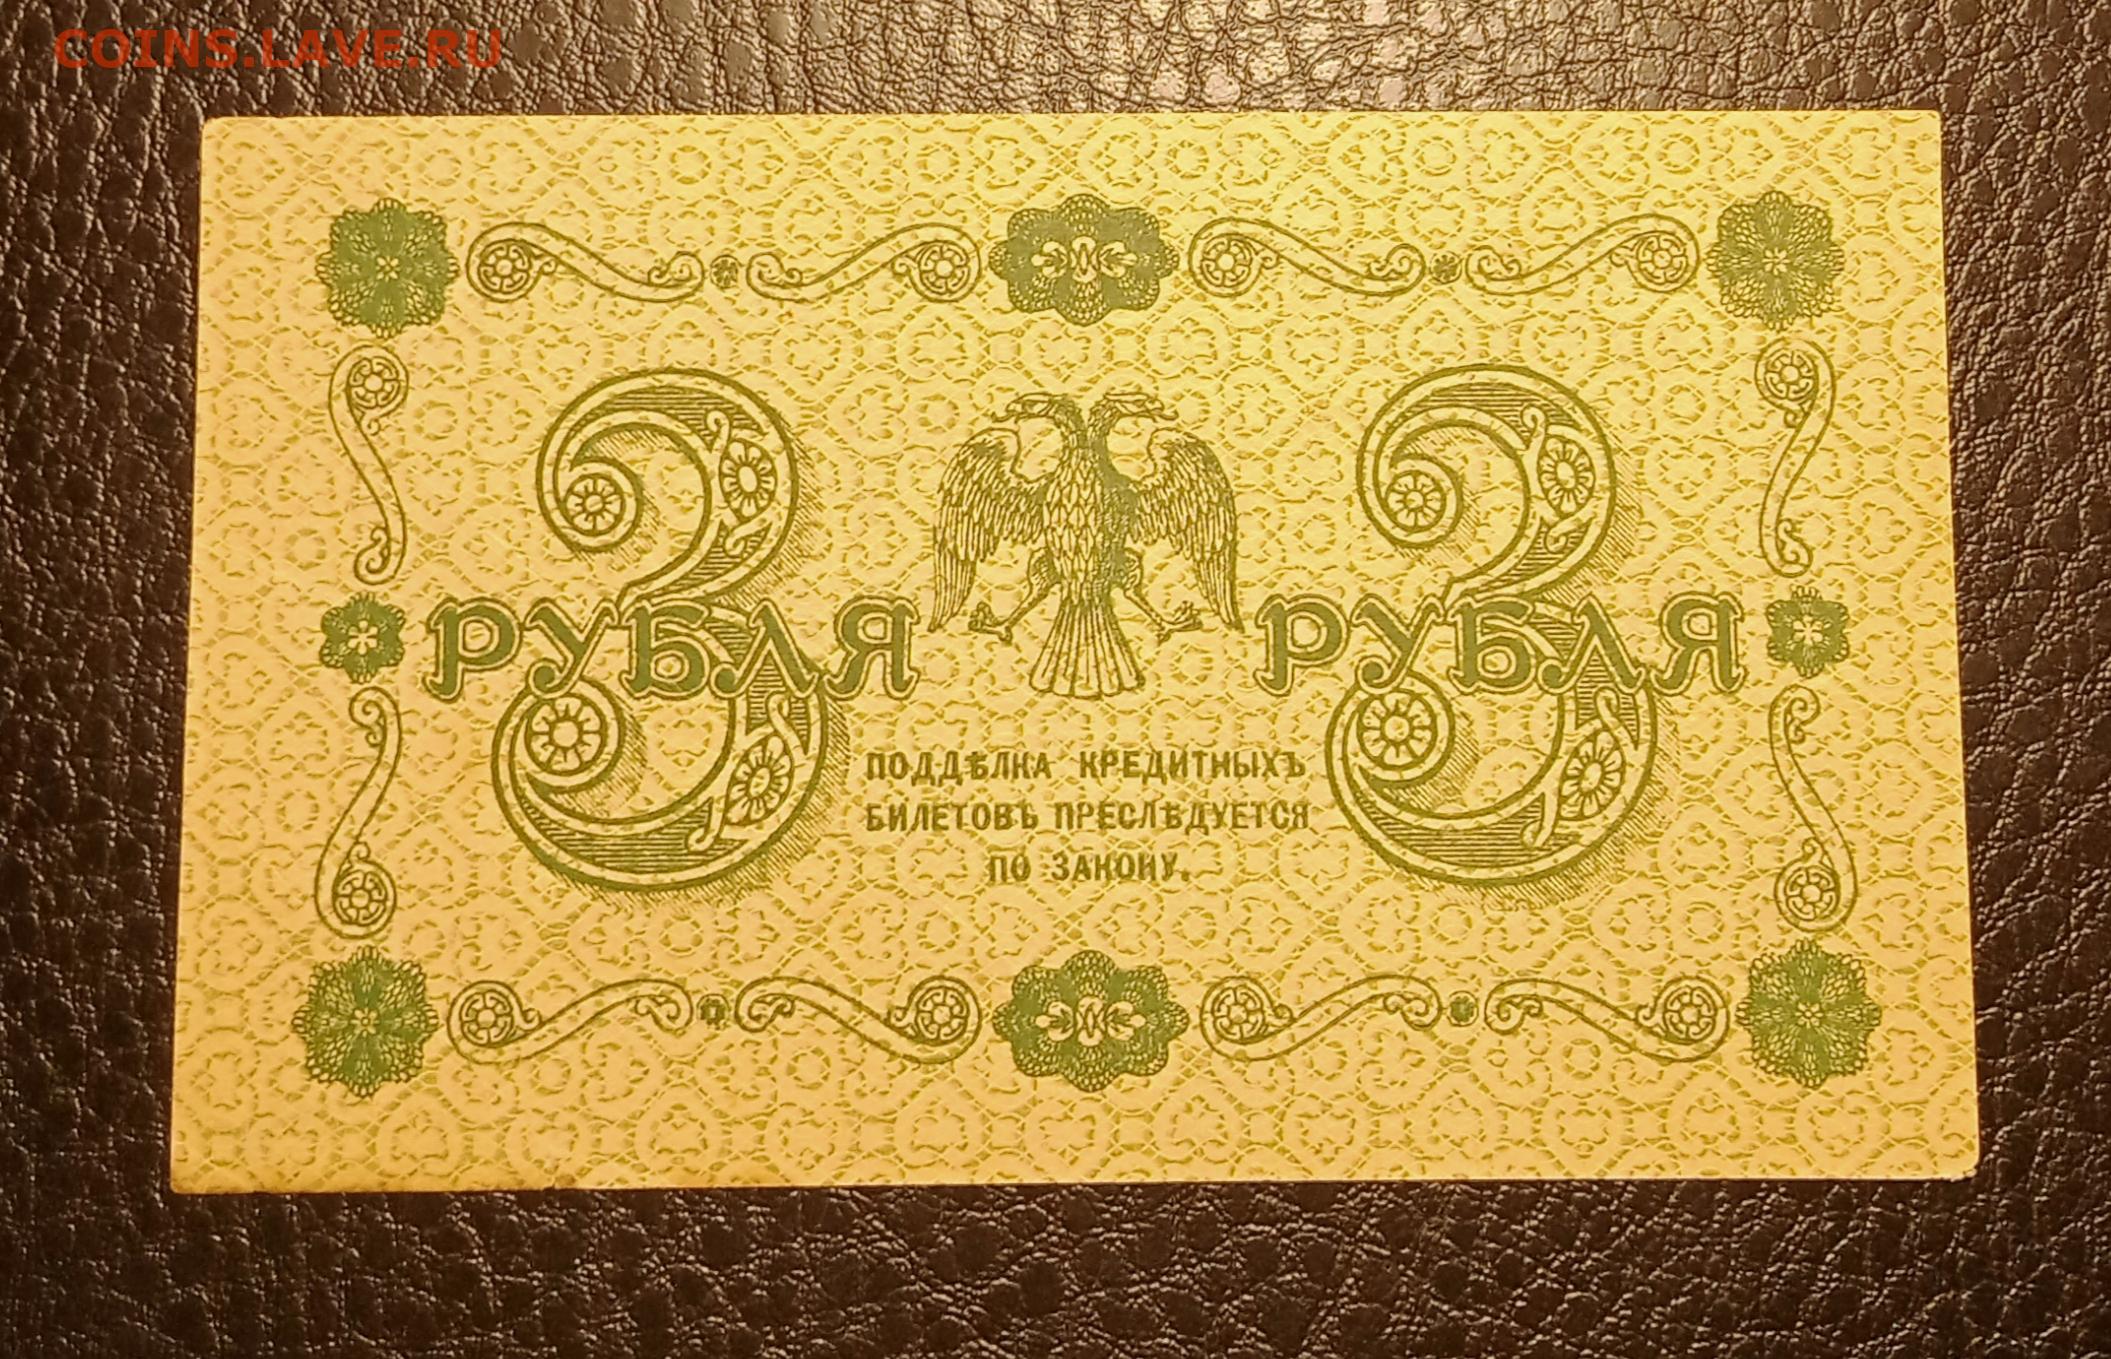 COINS.LAVE.RU
3 3
РУБЛЯ РУБЛЯ
ПОДДѢЛКА КРЕДИТНЫХЪ
БИЛЕТОВЪ ПРЕСЛѢДУЕТСЯ
ПО ЗАКОНУ.